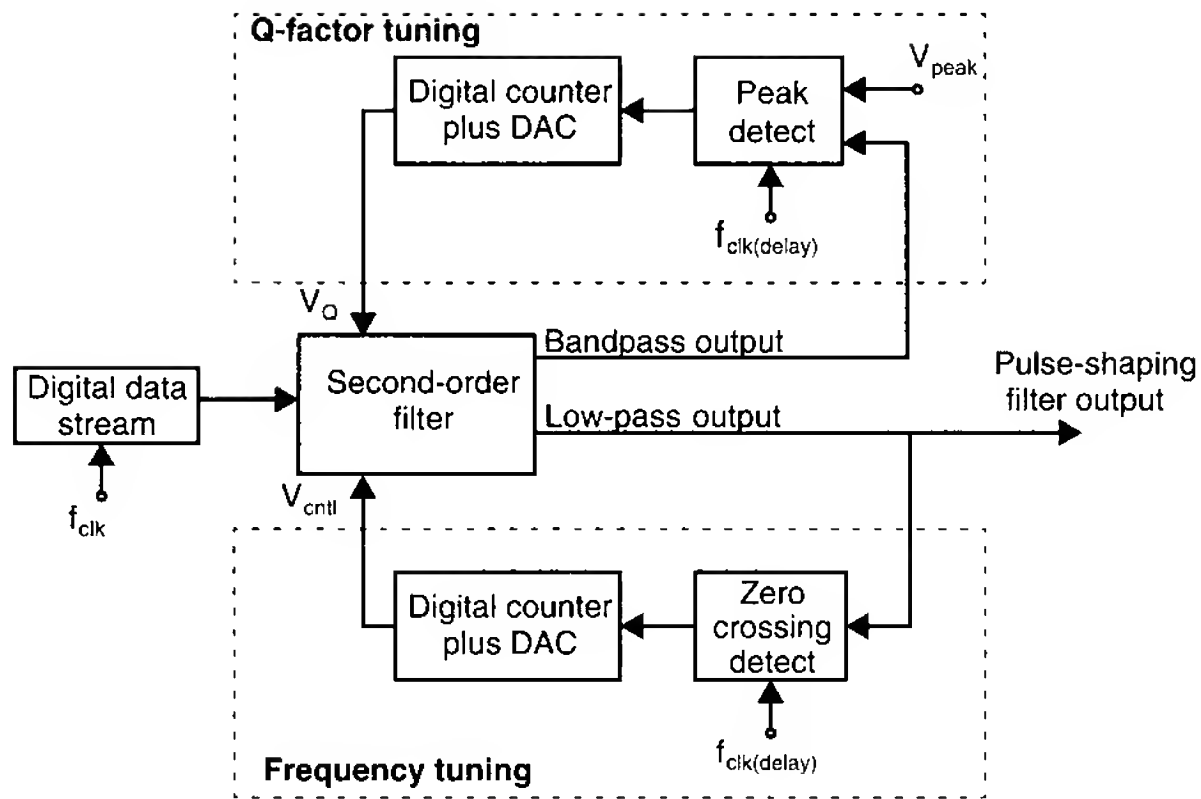 Q-factor tuning
Digital counter
plus DAC
Peak
detect
V_peak
f_clk(delay)
V_Q
Bandpass output
Digital data
stream
Second-order
filter
Low-pass output
Pulse-shaping
filter output
f_clk
V_cntl
Digital counter
plus DAC
Zero
crossing
detect
f_clk(delay)
Frequency tuning